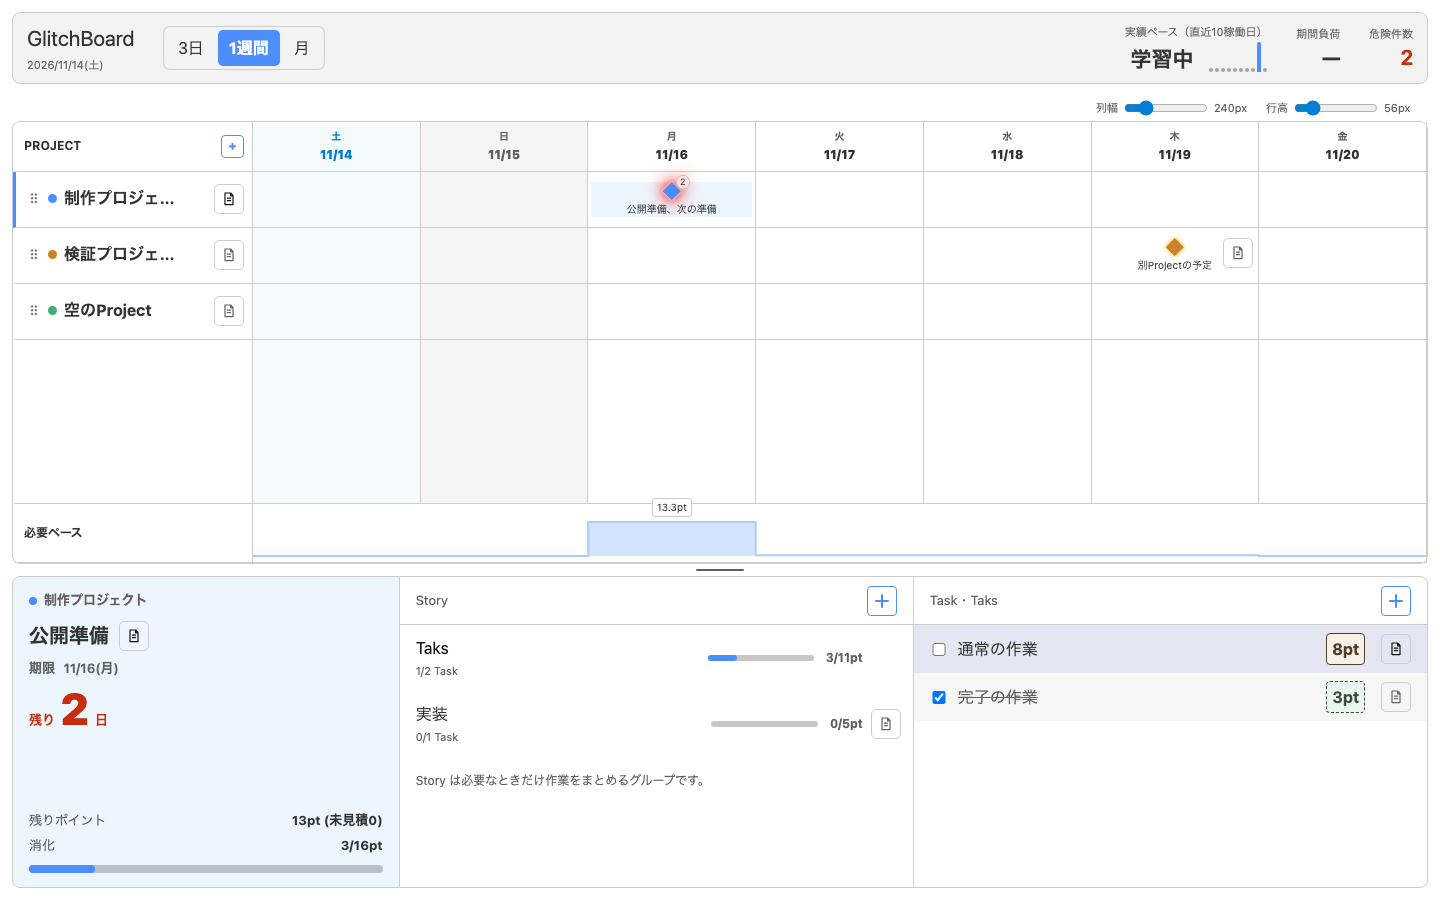 GlitchBoard
2026/11/14(土)
3日 1週間 月
実績ペース（直近10稼働日）
学習中
期間負荷
—
危険件数
2
列幅 240px 行高 56px
PROJECT +
土 11/14
日 11/15
月 11/16
火 11/17
水 11/18
木 11/19
金 11/20
制作プロジェ...
2
公開準備、次の準備
検証プロジェ...
別Projectの予定
空のProject
必要ペース
13.3pt
制作プロジェクト
公開準備
期限 11/16(月)
残り 2 日
残りポイント 13pt (未見積0)
消化 3/16pt
Story +
Taks
1/2 Task
3/11pt
実装
0/1 Task
0/5pt
Story は必要なときだけ作業をまとめるグループです。
Task・Taks +
通常の作業 8pt
完了の作業 3pt